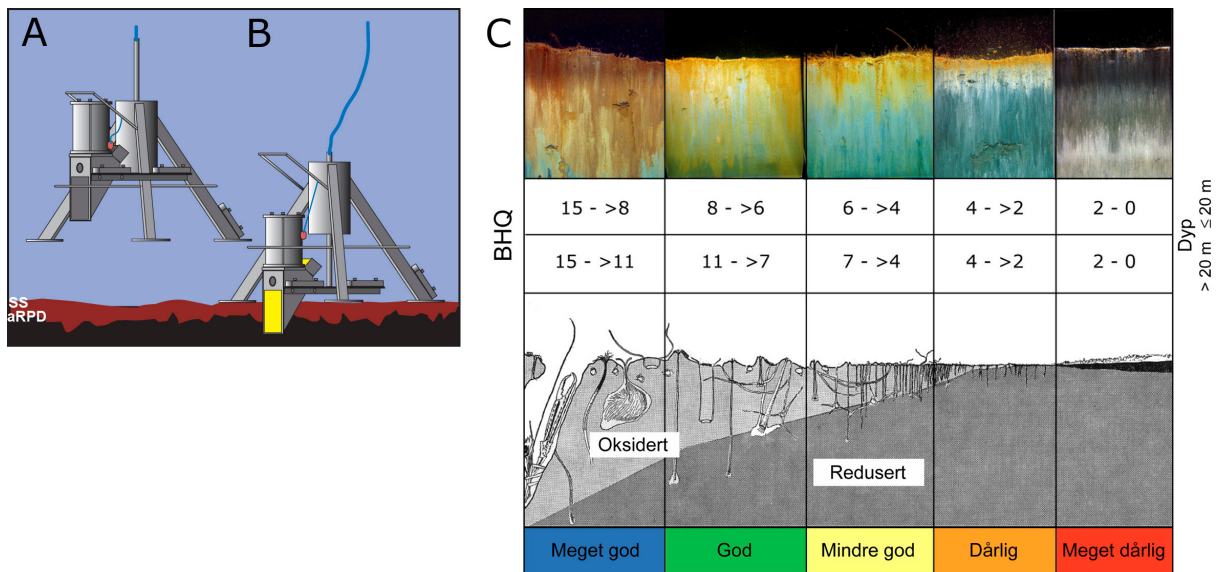 A
B
SS
aRPD
C
BHQ
15 - >8
8 - >6
6 - >4
4 - >2
2 - 0
15 - >11
11 - >7
7 - >4
4 - >2
2 - 0
Dyp
≤ 20 m
> 20 m
Oksidert
Redusert
Meget god
God
Mindre god
Dårlig
Meget dårlig